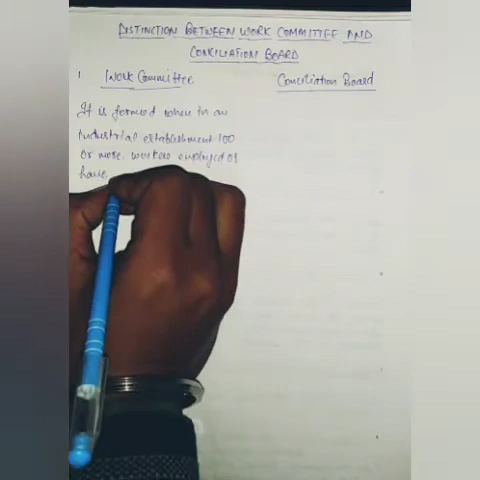 DISTINCTION BETWEEN WORK COMMITTEE AND
CONCILIATION BOARD
1 Work Committee Conciliation Board
It is formed when in an
industrial establishment 100
or more workers employed or
have